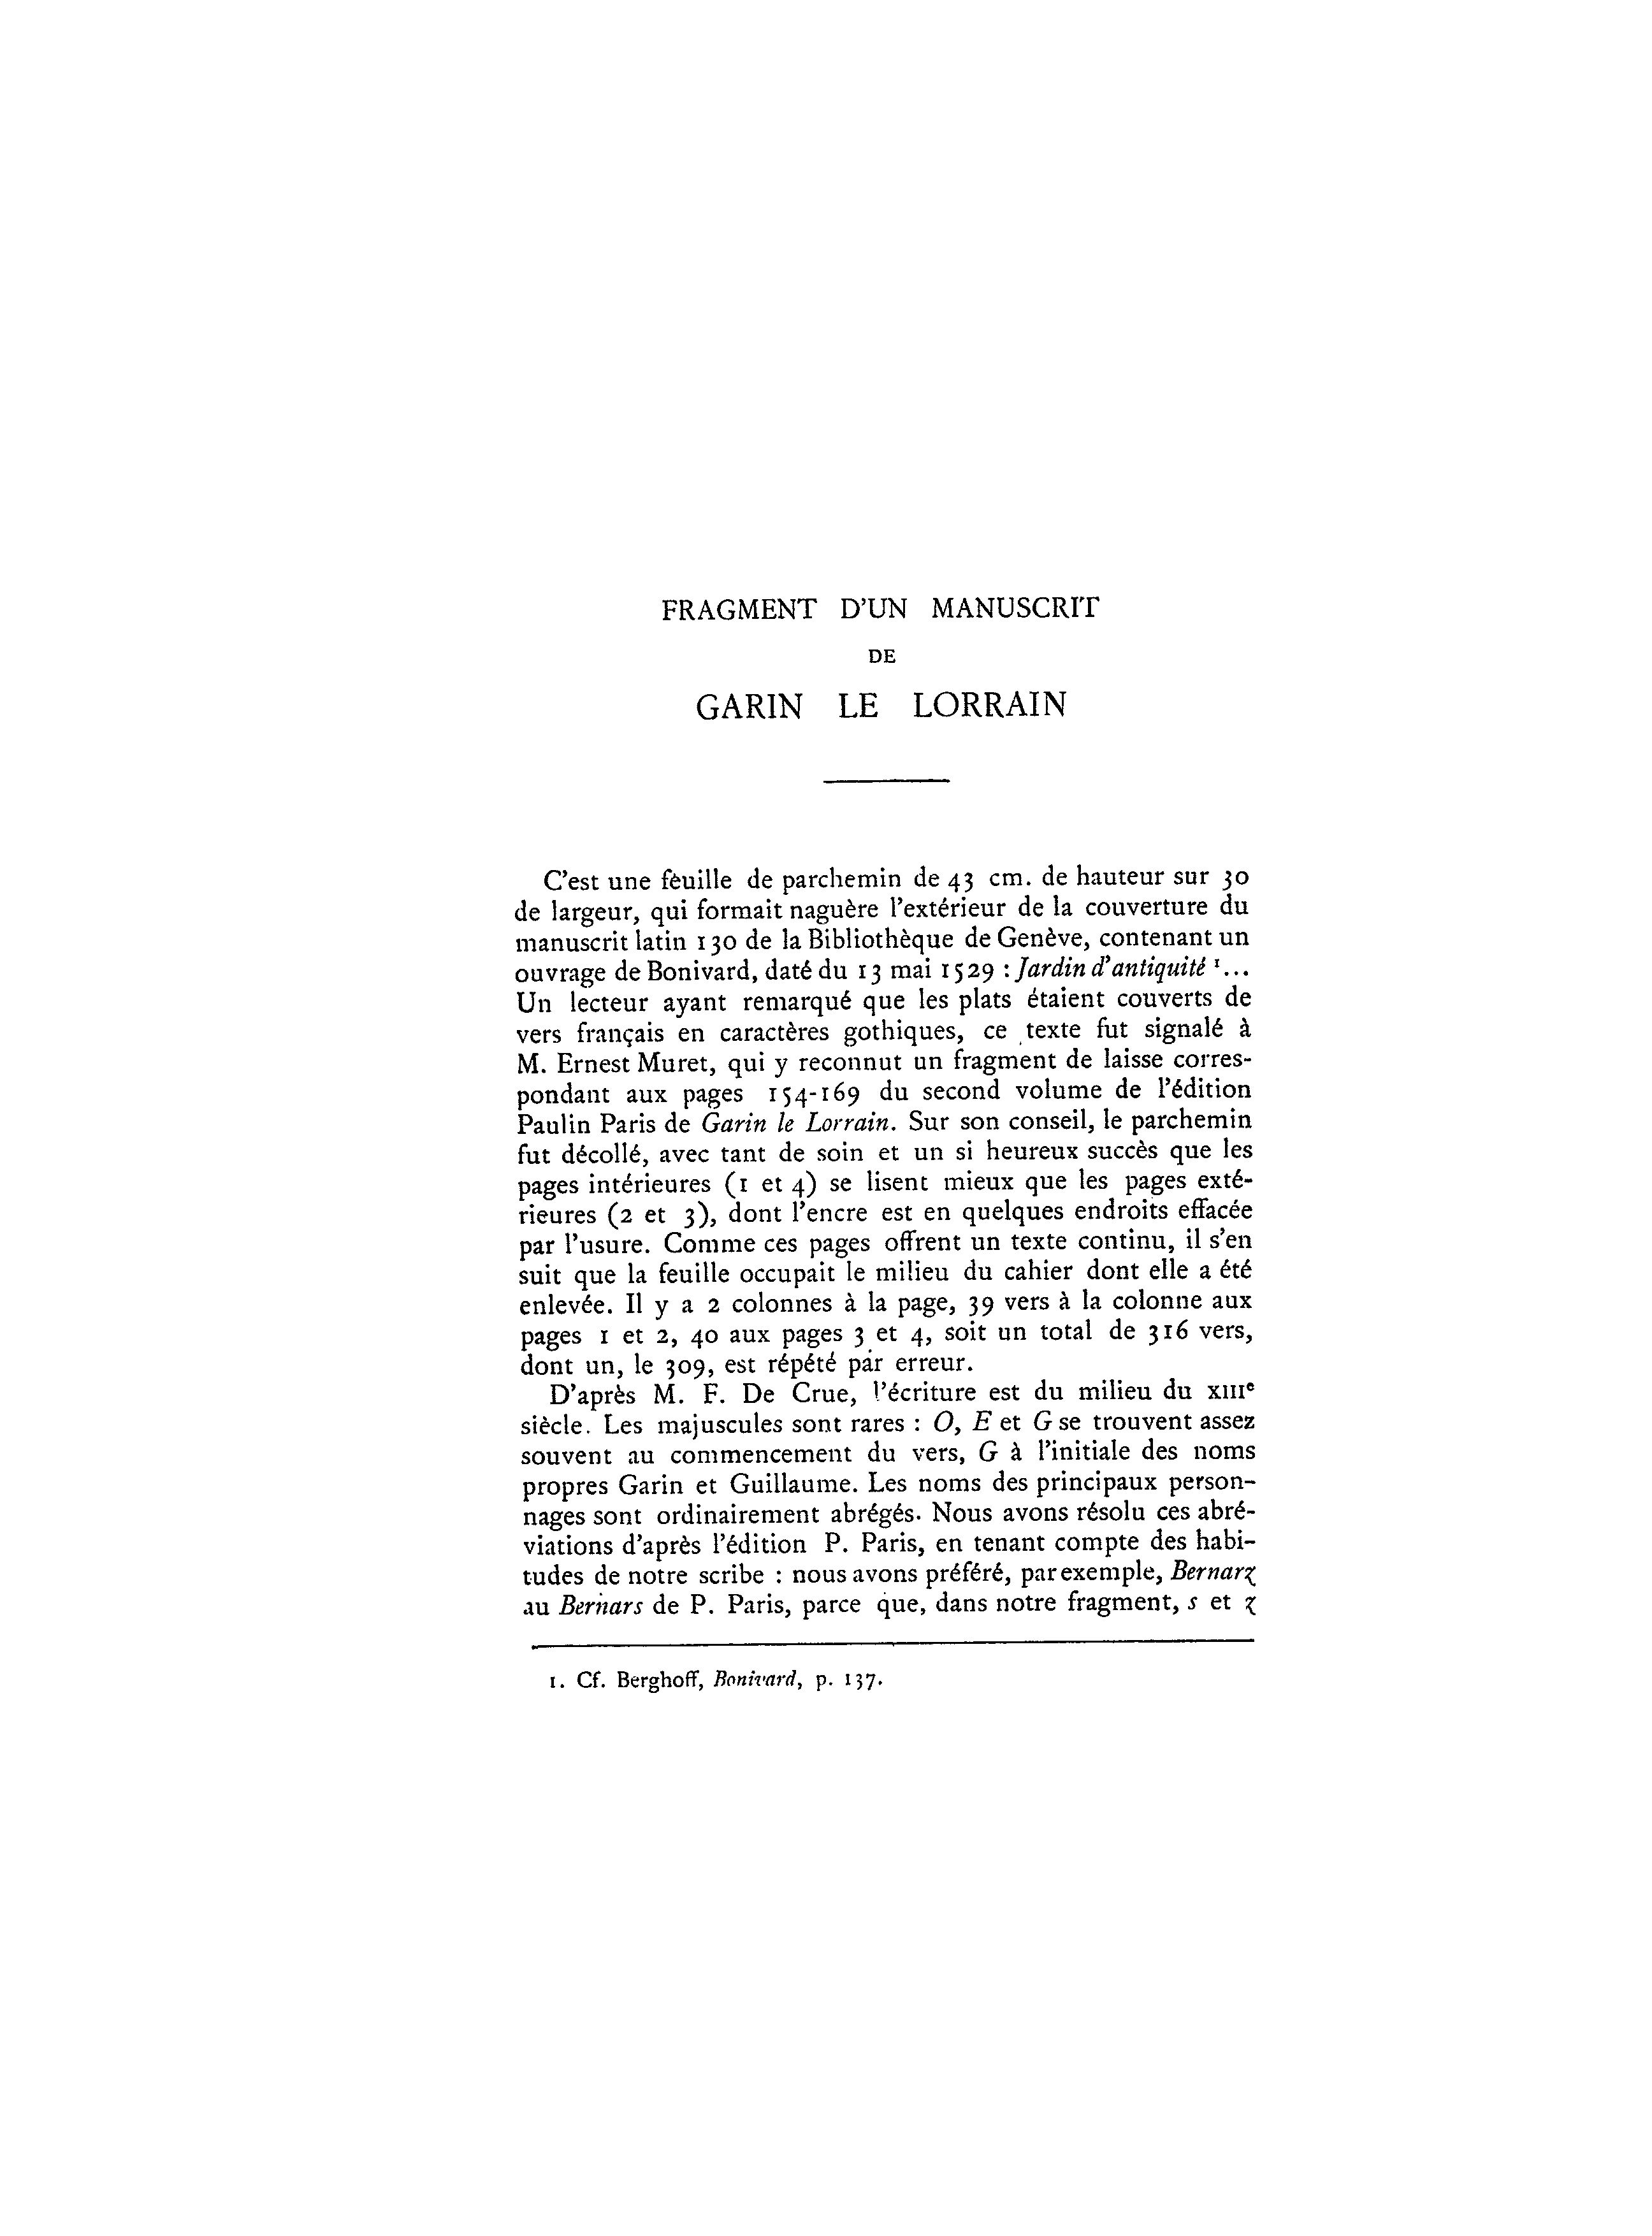 FRAGMENT D'UN MANUSCRIT
DE
GARIN LE LORRAIN
C'est une feuille de parchemin de 43 cm. de hauteur sur 30
de largeur, qui formait naguère l'extérieur de la couverture du
manuscrit latin 130 de la Bibliothèque de Genève, contenant un
ouvrage de Bonivard, daté du 13 mai 1529 : Jardin d'antiquité ¹...
Un lecteur ayant remarqué que les plats étaient couverts de
vers français en caractères gothiques, ce texte fut signalé à
M. Ernest Muret, qui y reconnut un fragment de laisse corres-
pondant aux pages 154-169 du second volume de l'édition
Paulin Paris de Garin le Lorrain. Sur son conseil, le parchemin
fut décollé, avec tant de soin et un si heureux succès que les
pages intérieures (1 et 4) se lisent mieux que les pages exté-
rieures (2 et 3), dont l'encre est en quelques endroits effacée
par l'usure. Comme ces pages offrent un texte continu, il s'en
suit que la feuille occupait le milieu du cahier dont elle a été
enlevée. Il y a 2 colonnes à la page, 39 vers à la colonne aux
pages 1 et 2, 40 aux pages 3 et 4, soit un total de 316 vers,
dont un, le 309, est répété par erreur.
D'après M. F. De Crue, l'écriture est du milieu du XIIIe
siècle. Les majuscules sont rares : O, E et G se trouvent assez
souvent au commencement du vers, G à l'initiale des noms
propres Garin et Guillaume. Les noms des principaux person-
nages sont ordinairement abrégés. Nous avons résolu ces abré-
viations d'après l'édition P. Paris, en tenant compte des habi-
tudes de notre scribe : nous avons préféré, par exemple, Bernarz
au Bernars de P. Paris, parce que, dans notre fragment, s et z
1. Cf. Berghoff, Bonivard, p. 137.